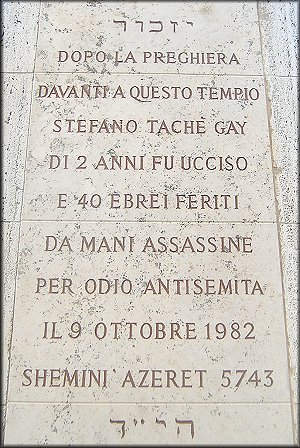 יזכור
DOPO LA PREGHIERA
DAVANTI A QUESTO TEMPIO
STEFANO TACHÈ GAY
DI 2 ANNI FU UCCISO
E 40 EBREI FERITI
DA MANI ASSASSINE
PER ODIO ANTISEMITA
IL 9 OTTOBRE 1982
SHEMINI' AZERET 5743
הי״ד